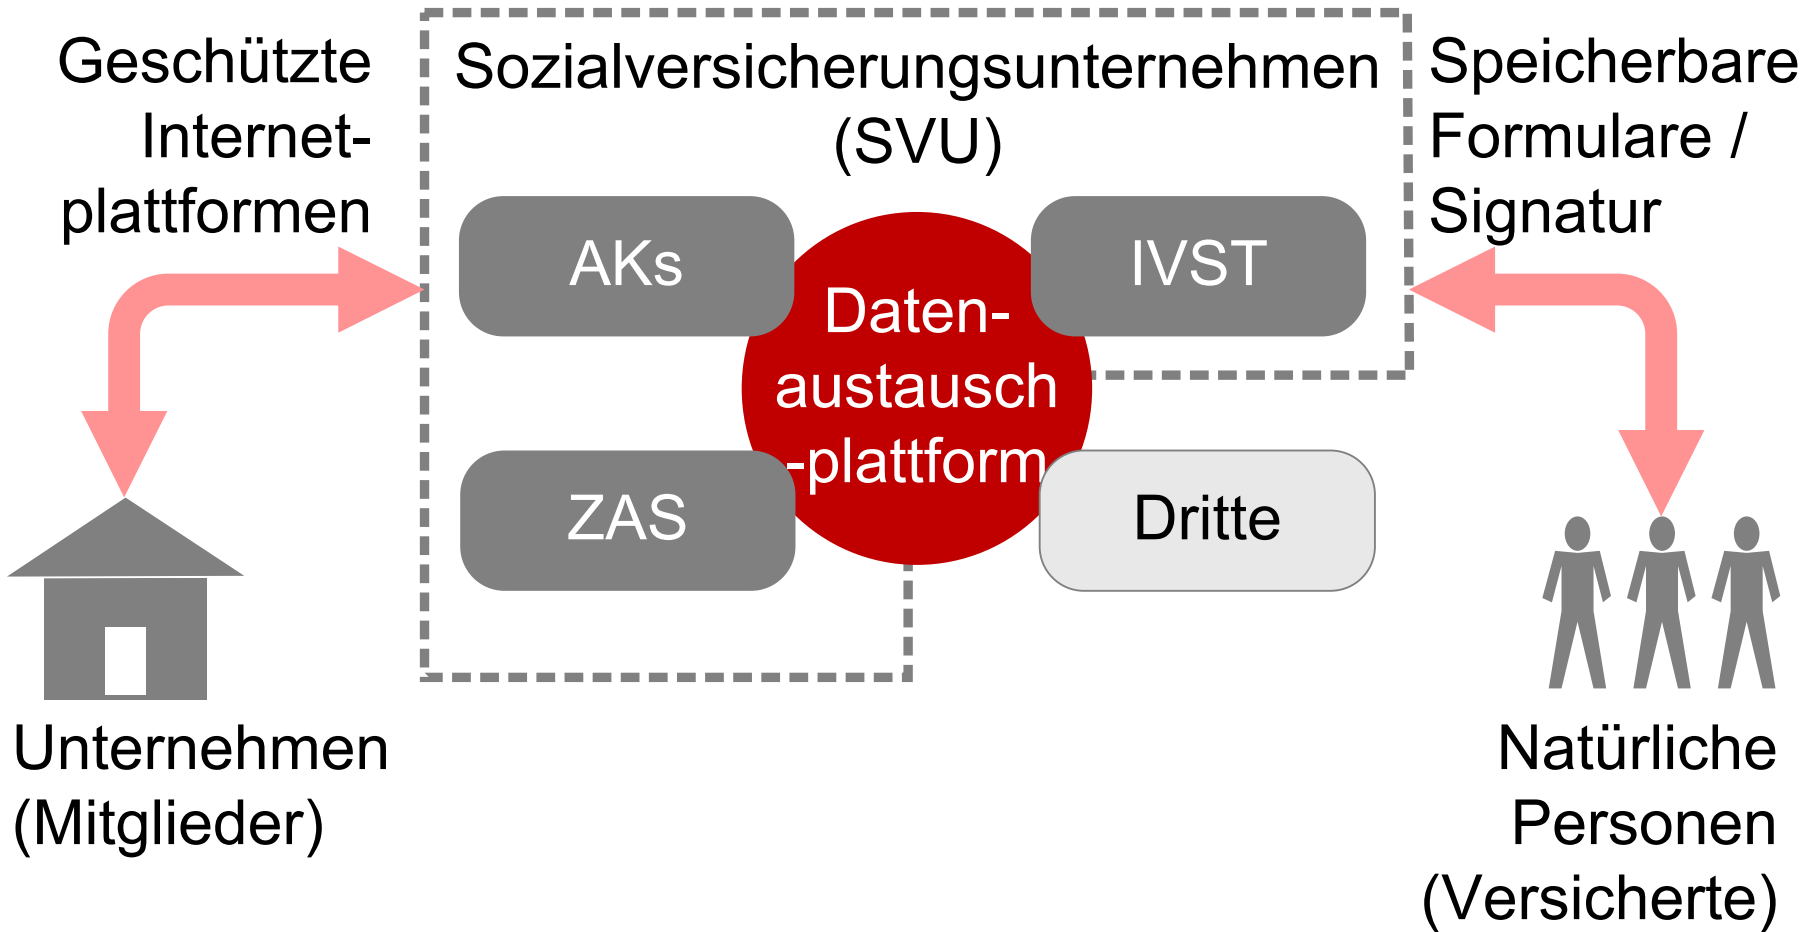 Geschützte
Internet-
plattformen
Sozialversicherungsunternehmen
(SVU)
Speicherbare
Formulare /
Signatur
AKs
IVST
Daten-
austausch
-plattform
ZAS
Dritte
Unternehmen
(Mitglieder)
Natürliche
Personen
(Versicherte)